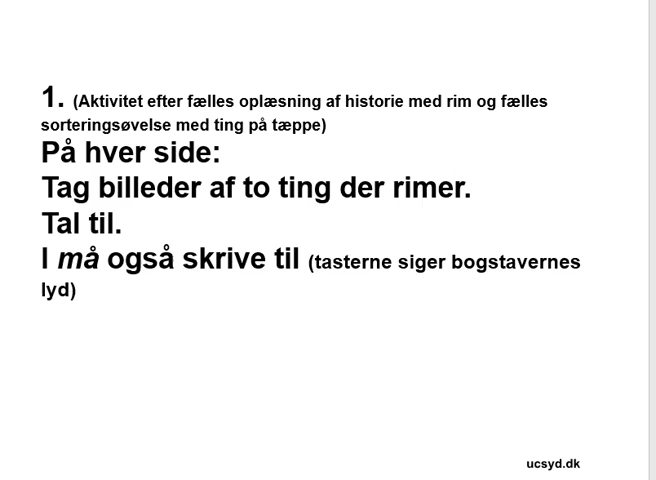 1. (Aktivitet efter fælles oplæsning af historie med rim og fælles
sorteringsøvelse med ting på tæppe)
På hver side:
Tag billeder af to ting der rimer.
Tal til.
I må også skrive til (tasterne siger bogstavernes
lyd)
ucsyd.dk